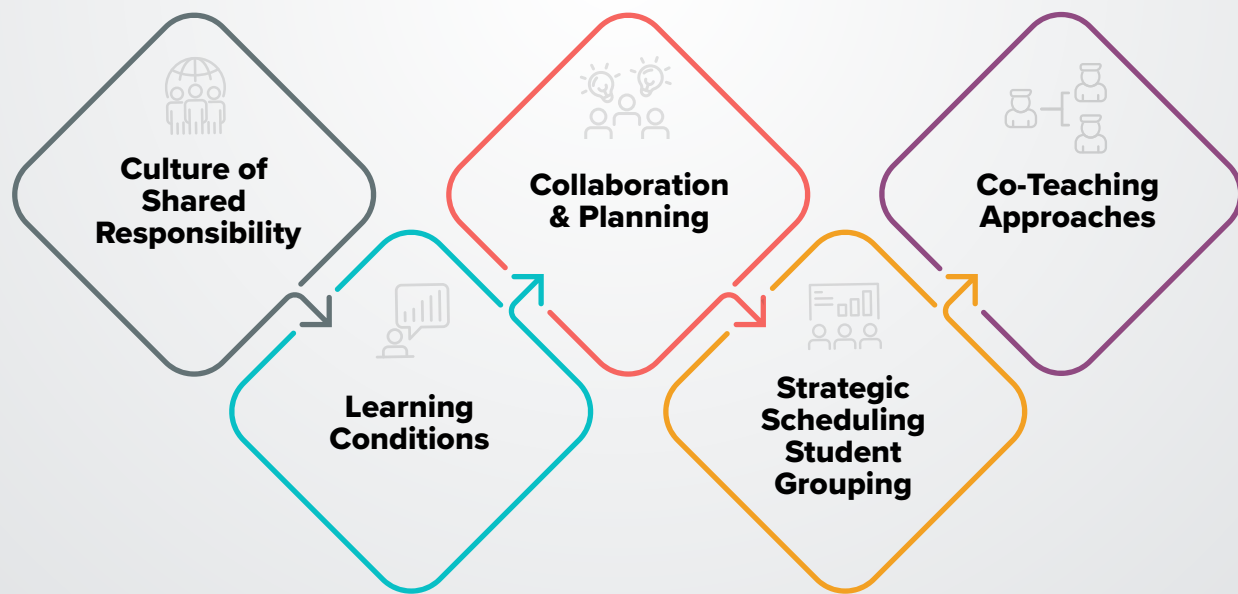 Culture of
Shared
Responsibility
Learning
Conditions
Collaboration
& Planning
Strategic
Scheduling
Student
Grouping
Co-Teaching
Approaches